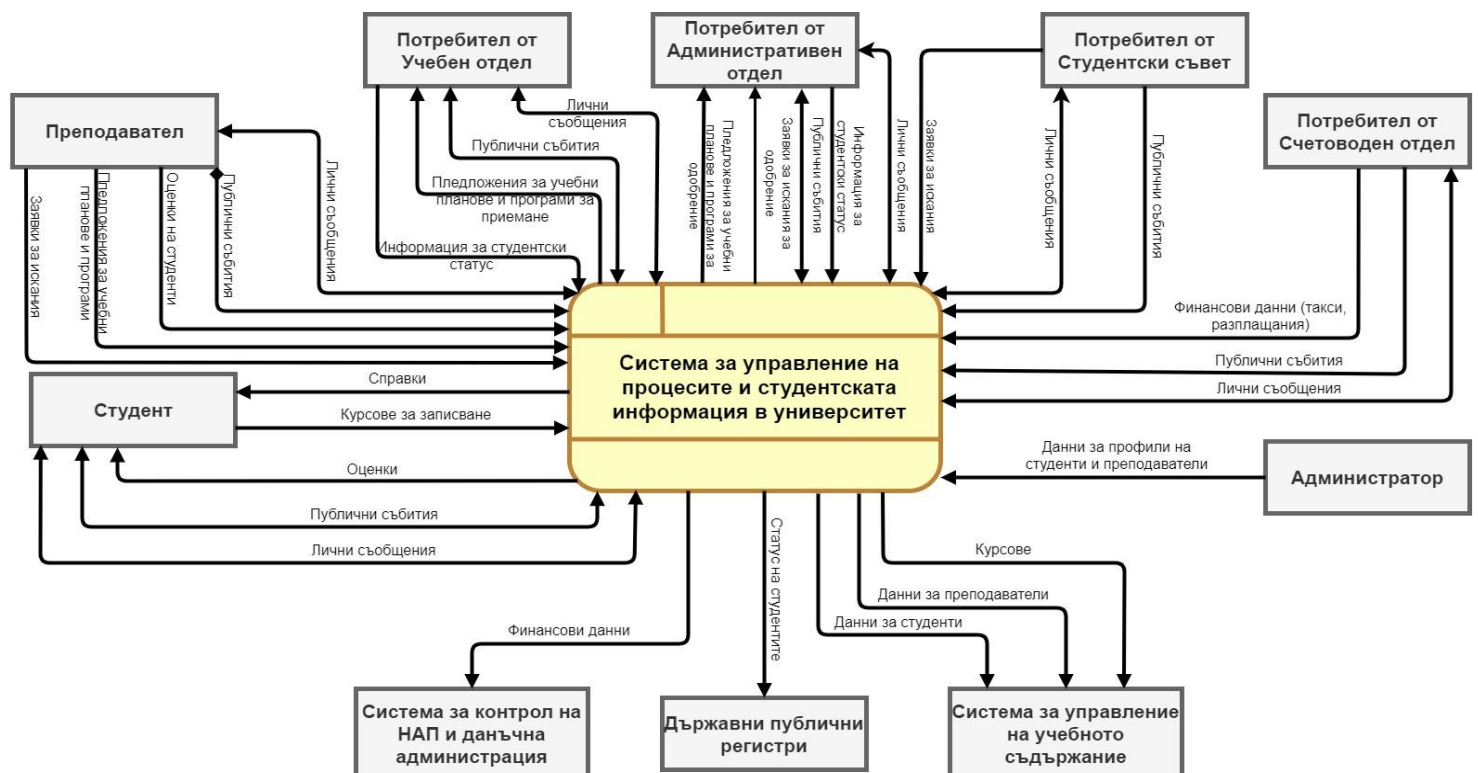 Потребител от
Учебен отдел
Потребител от
Административен
отдел
Потребител от
Студентски съвет
Преподавател
Потребител от
Счетоводен отдел
Лични
съобщения
Публични събития
Пледложения за учебни
планове и програми за
приемане
Информация за студентски
статус
Пледложения за учебни
планове и програми за
одобрение
Заявки за искания за
одобрение
Публични събития
Информация за
студентски статус
Лични съобщения
Заявки за искания
Лични съобщения
Публични събития
Заявки за искания
Пледложения за учебни
планове и програми
Оценки на студенти
Публични събития
Лични съобщения
Финансови данни (такси,
разплащания)
Публични събития
Лични съобщения
Система за управление на
процесите и студентската
информация в университет
Студент
Справки
Курсове за записване
Оценки
Публични събития
Лични съобщения
Данни за профили на
студенти и преподаватели
Администратор
Финансови данни
Статус на студентите
Курсове
Данни за преподаватели
Данни за студенти
Система за контрол на
НАП и данъчна
администрация
Държавни публични
регистри
Система за управление
на учебното
съдържание